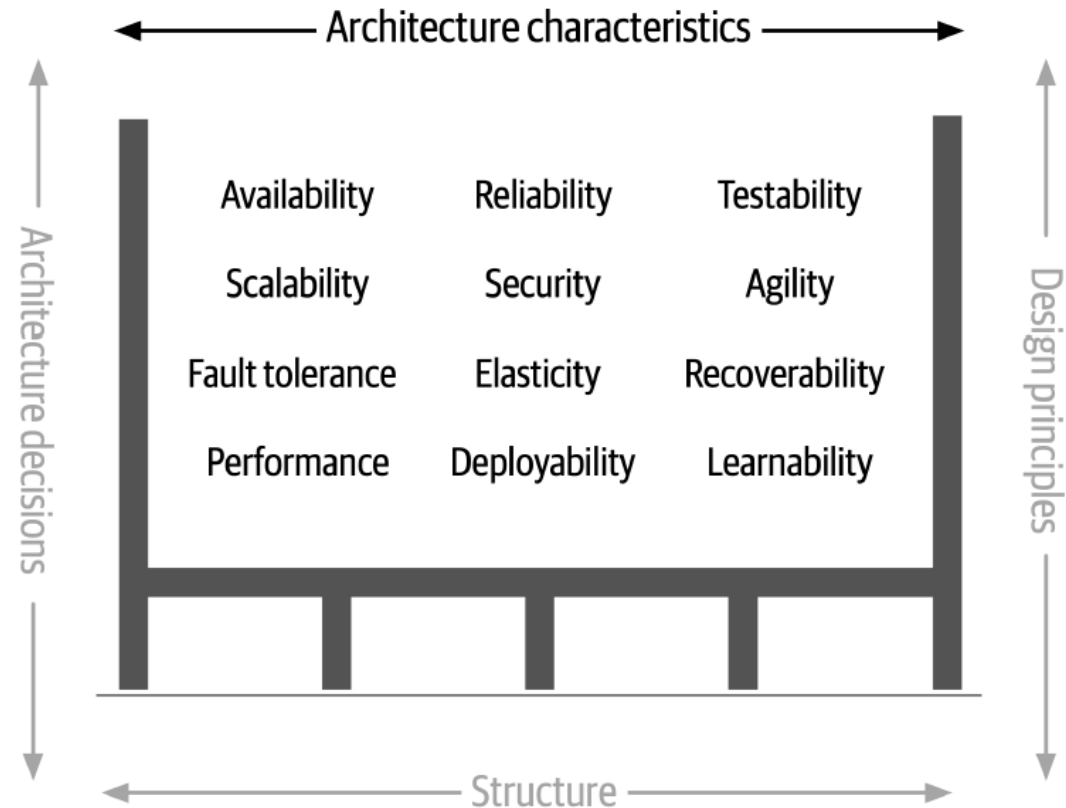 Architecture characteristics
Architecture decisions
Availability Reliability Testability
Scalability Security Agility
Fault tolerance Elasticity Recoverability
Performance Deployability Learnability
Design principles
Structure